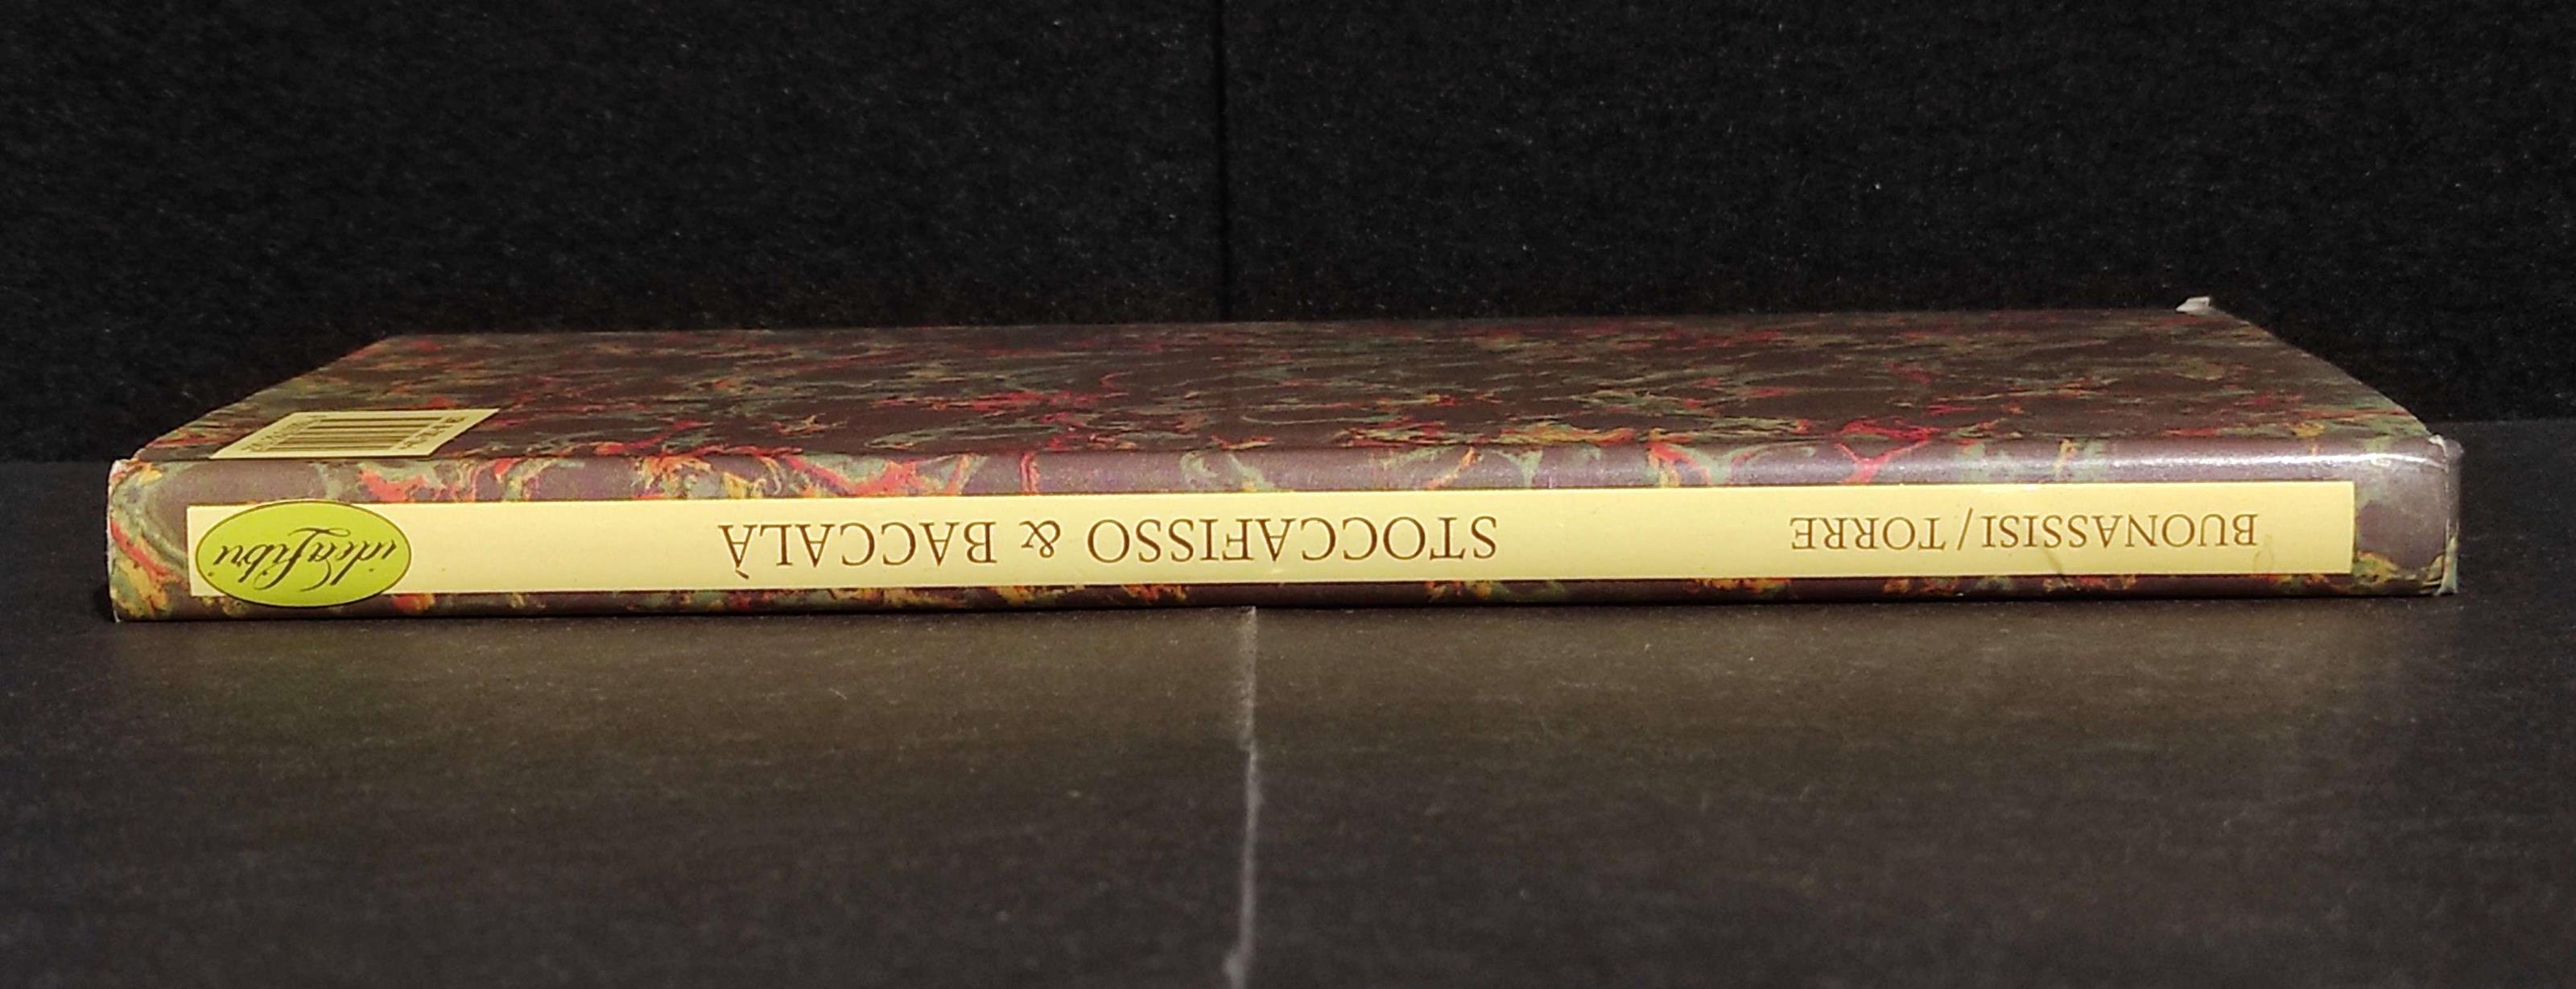 BUONASSISI/TORRE
STOCCAFISSO & BACCALÀ
idealibri